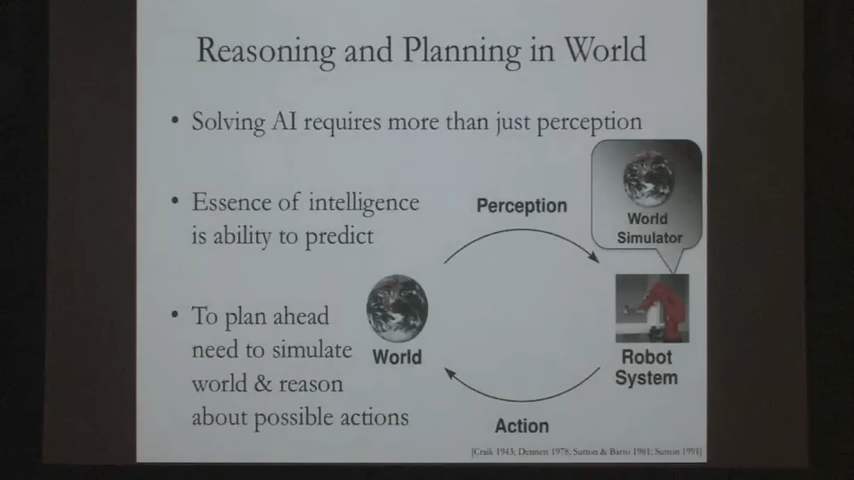 Reasoning and Planning in World
• Solving AI requires more than just perception
• Essence of intelligence
is ability to predict
• To plan ahead
need to simulate
world & reason
about possible actions
Perception
World
Simulator
World
Robot
System
Action
[Craik 1943; Dennett 1978, Sutton & Barto 1981; Sutton 1991]